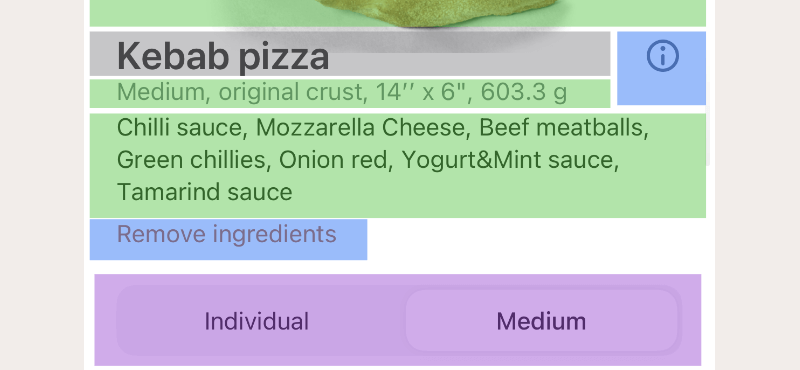 Kebab pizza
Medium, original crust, 14’’ x 6", 603.3 g
Chilli sauce, Mozzarella Cheese, Beef meatballs,
Green chillies, Onion red, Yogurt&Mint sauce,
Tamarind sauce
Remove ingredients
Individual
Medium